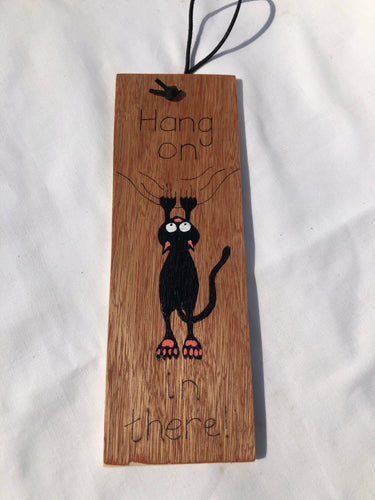 Hang
on
in
there!